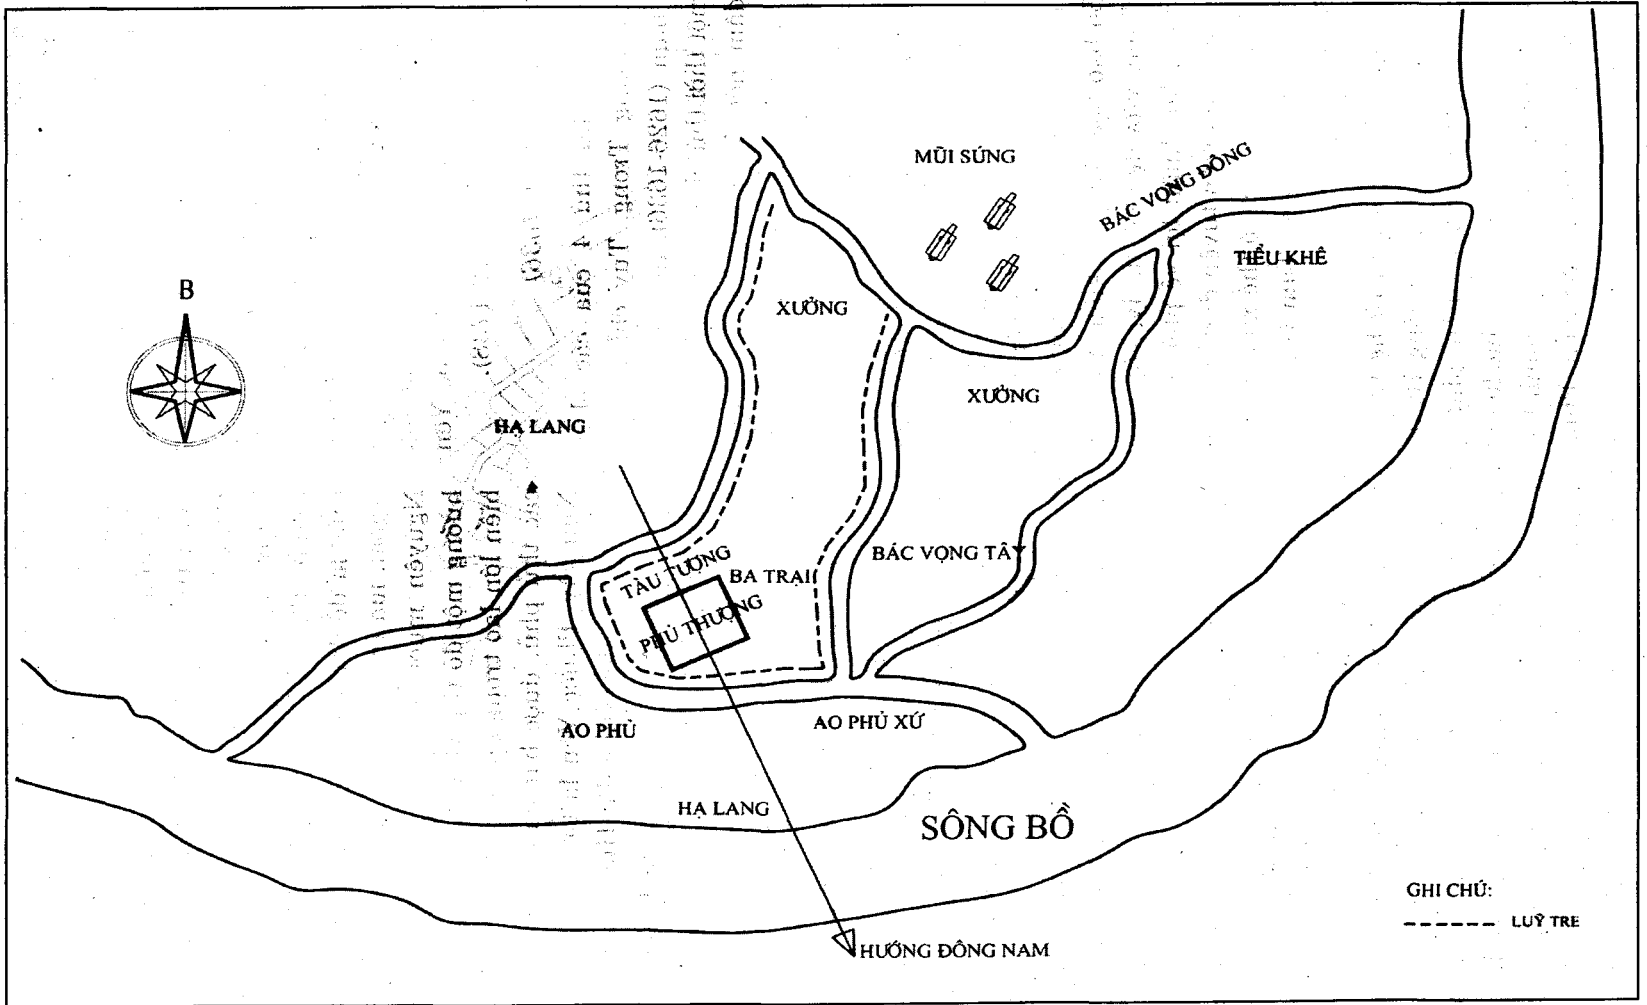 MŨI SÚNG
BÁC VỌNG ĐÔNG
TIỂU KHÊ
B
XƯỞNG
XƯỞNG
HẠ LANG
BÁC VỌNG TÂY
TÀU TƯỢNG
BA TRẠI
PHỦ THƯỢNG
AO PHỦ
AO PHỦ XỨ
HẠ LANG
SÔNG BỒ
GHI CHÚ:
LUỸ TRE
HƯỚNG ĐÔNG NAM